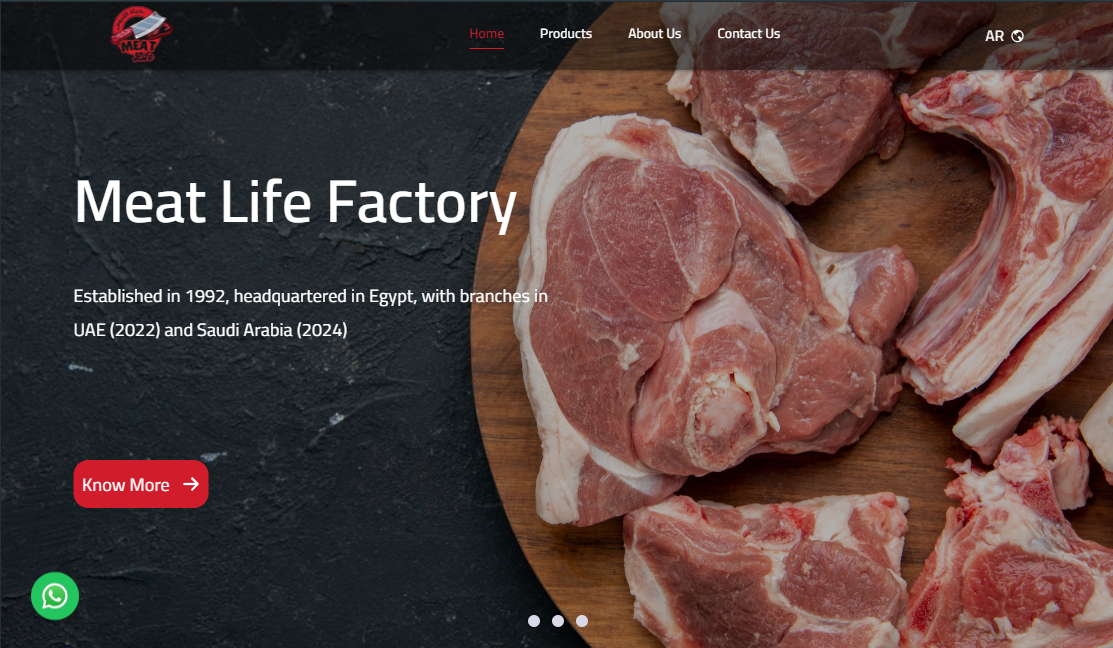 MEAT
Life
Home
Products
About Us
Contact Us
AR
Meat Life Factory
Established in 1992, headquartered in Egypt, with branches in
UAE (2022) and Saudi Arabia (2024)
Know More